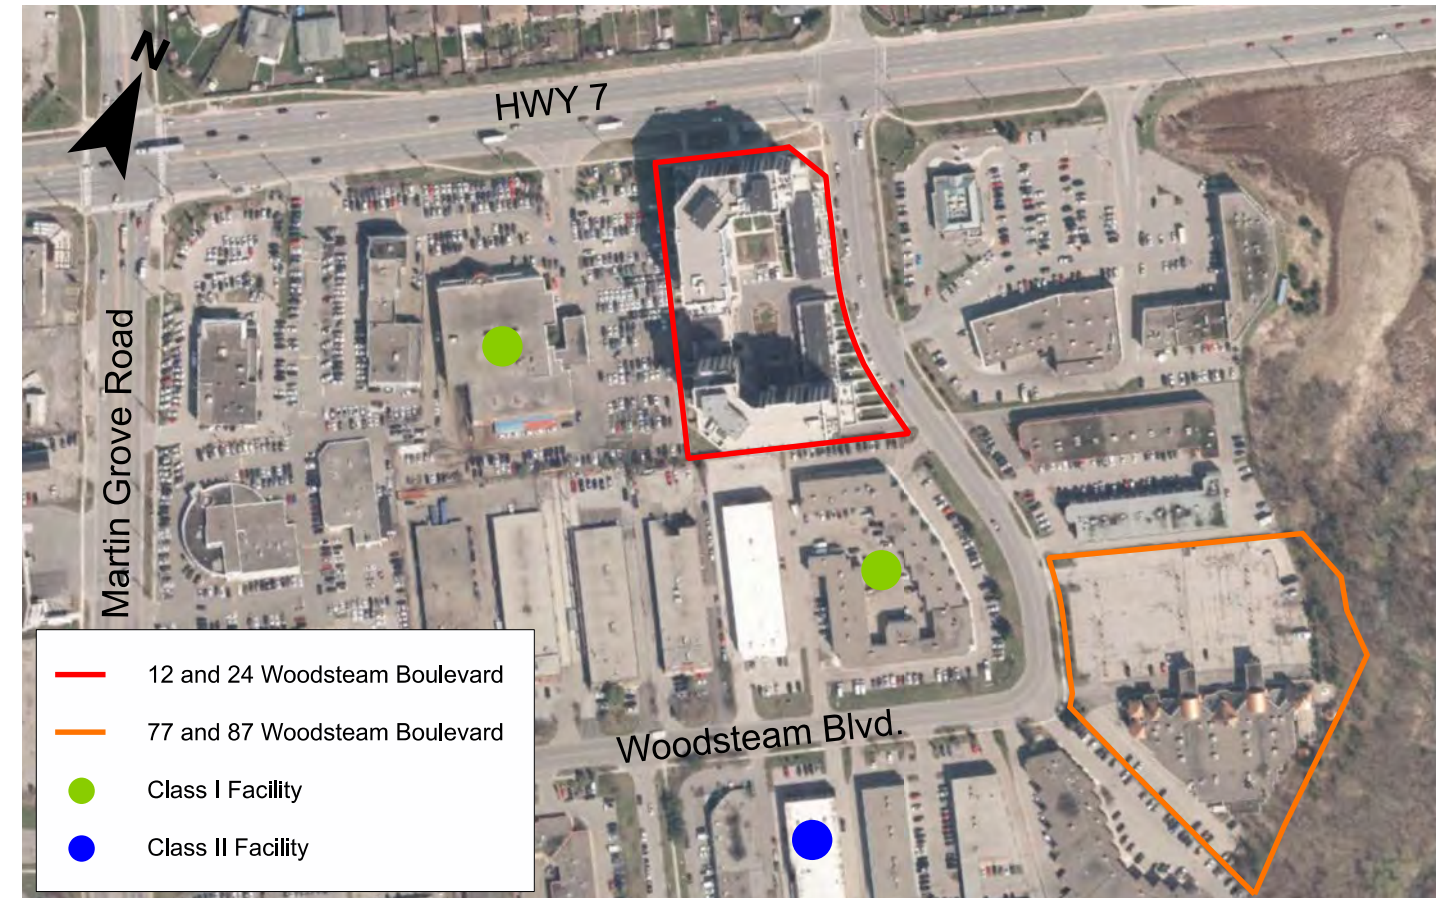 N
HWY 7
Martin Grove Road
Woodsteam Blvd.
12 and 24 Woodsteam Boulevard
77 and 87 Woodsteam Boulevard
Class I Facility
Class II Facility